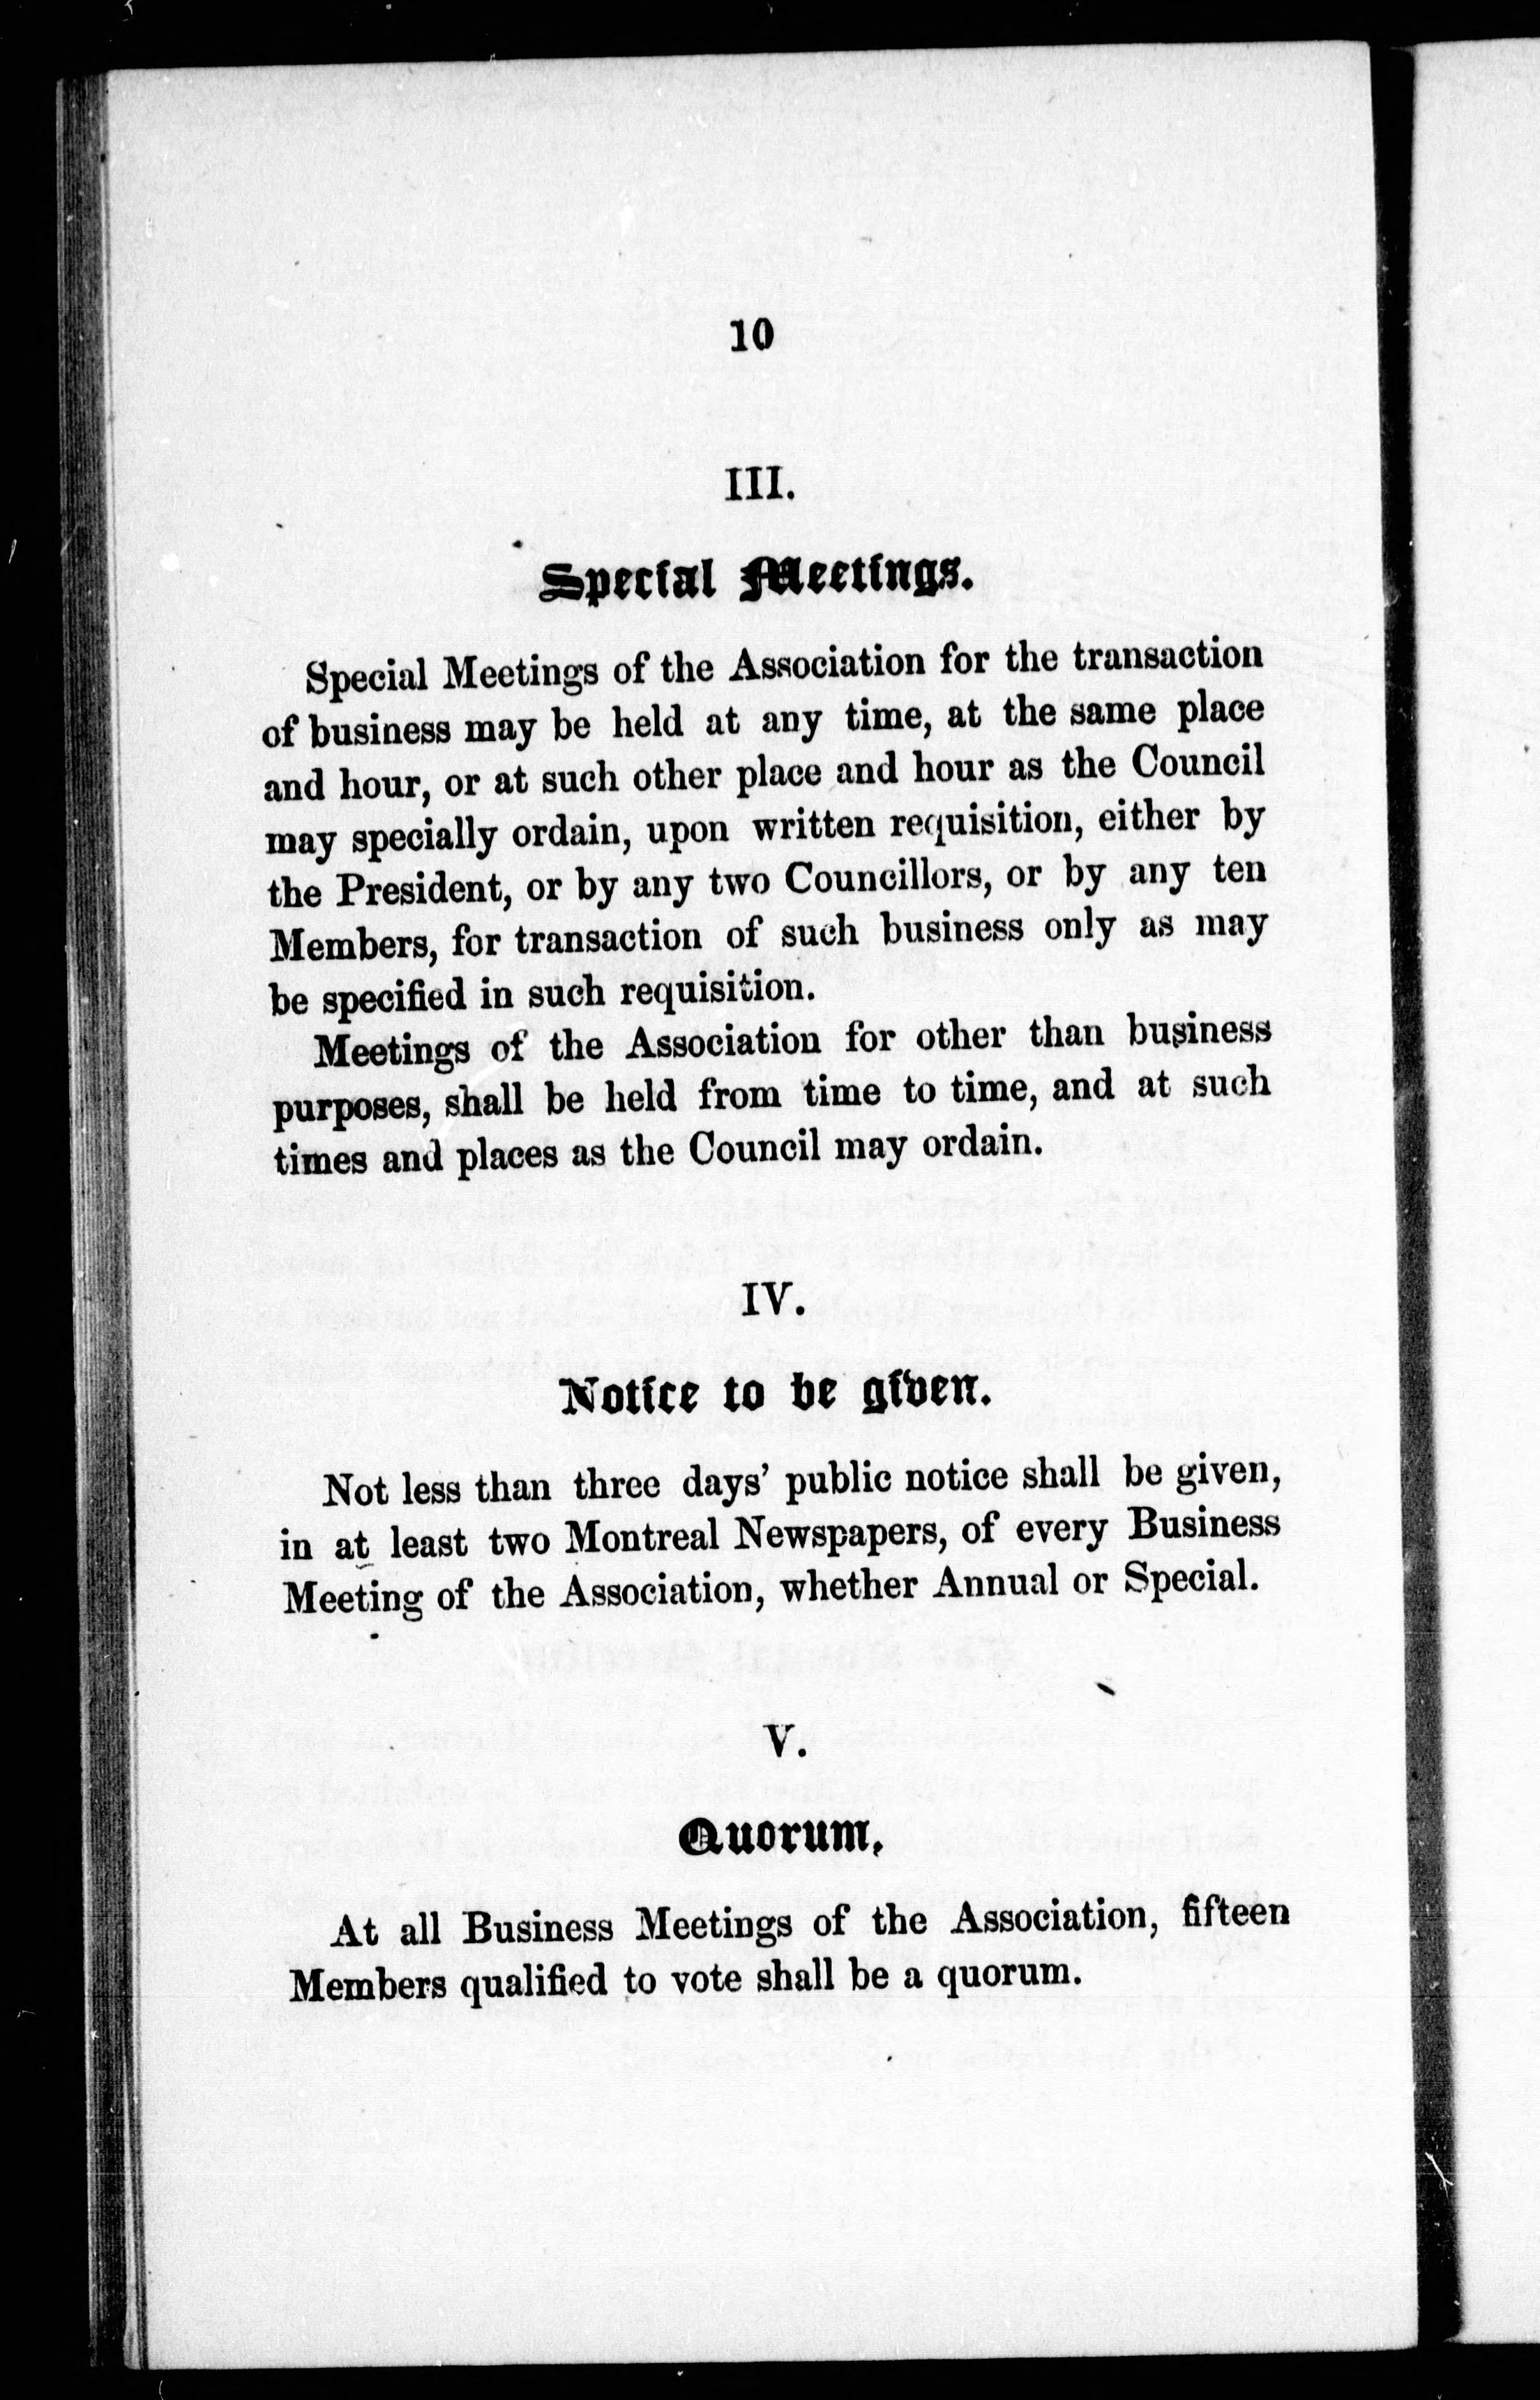 10
III.
Special Meetings.
Special Meetings of the Association for the transaction
of business may be held at any time, at the same place
and hour, or at such other place and hour as the Council
may specially ordain, upon written requisition, either by
the President, or by any two Councillors, or by any ten
Members, for transaction of such business only as may
be specified in such requisition.
Meetings of the Association for other than business
purposes, shall be held from time to time, and at such
times and places as the Council may ordain.
IV.
Notice to be given.
Not less than three days' public notice shall be given,
in at least two Montreal Newspapers, of every Business
Meeting of the Association, whether Annual or Special.
V.
Quorum.
At all Business Meetings of the Association, fifteen
Members qualified to vote shall be a quorum.